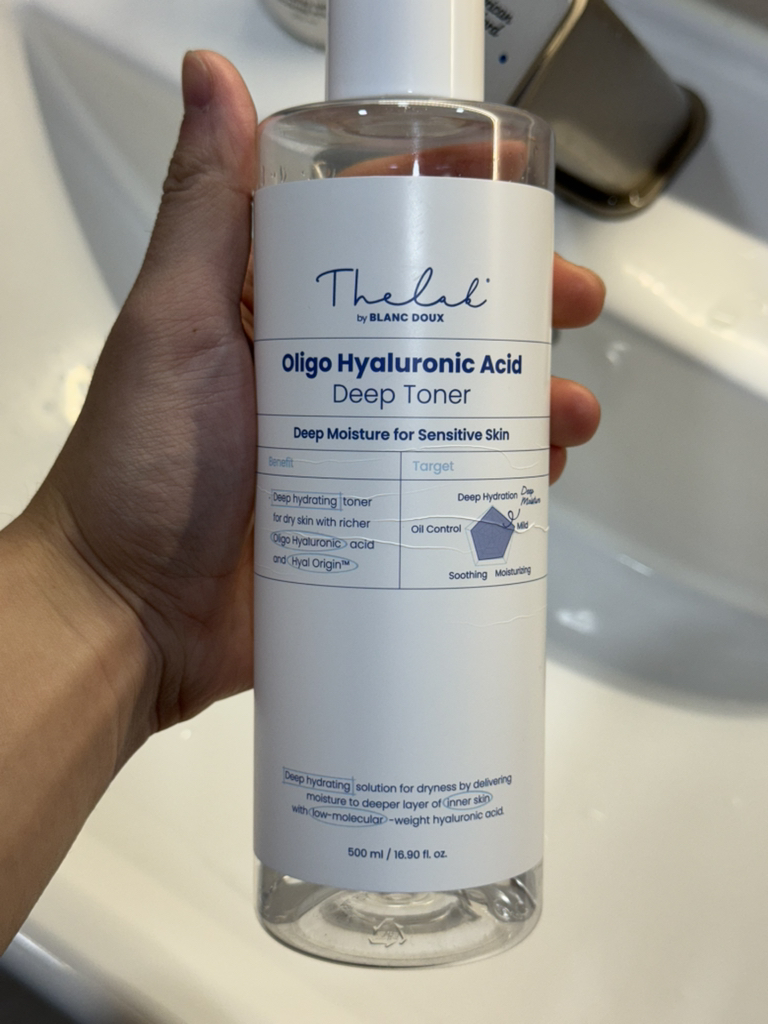 Thelab
by BLANC DOUX
Oligo Hyaluronic Acid
Deep Toner
Deep Moisture for Sensitive Skin
Benefit
Deep hydrating toner
for dry skin with richer
Oligo Hyaluronic acid
and Hyal Origin™
Target
Deep Hydration
Deep
Moisture
Oil Control
Mild
Soothing
Moisturizing
Deep hydrating solution for dryness by delivering
moisture to deeper layer of inner skin
with low-molecular-weight hyaluronic acid.
500 ml / 16.90 fl. oz.